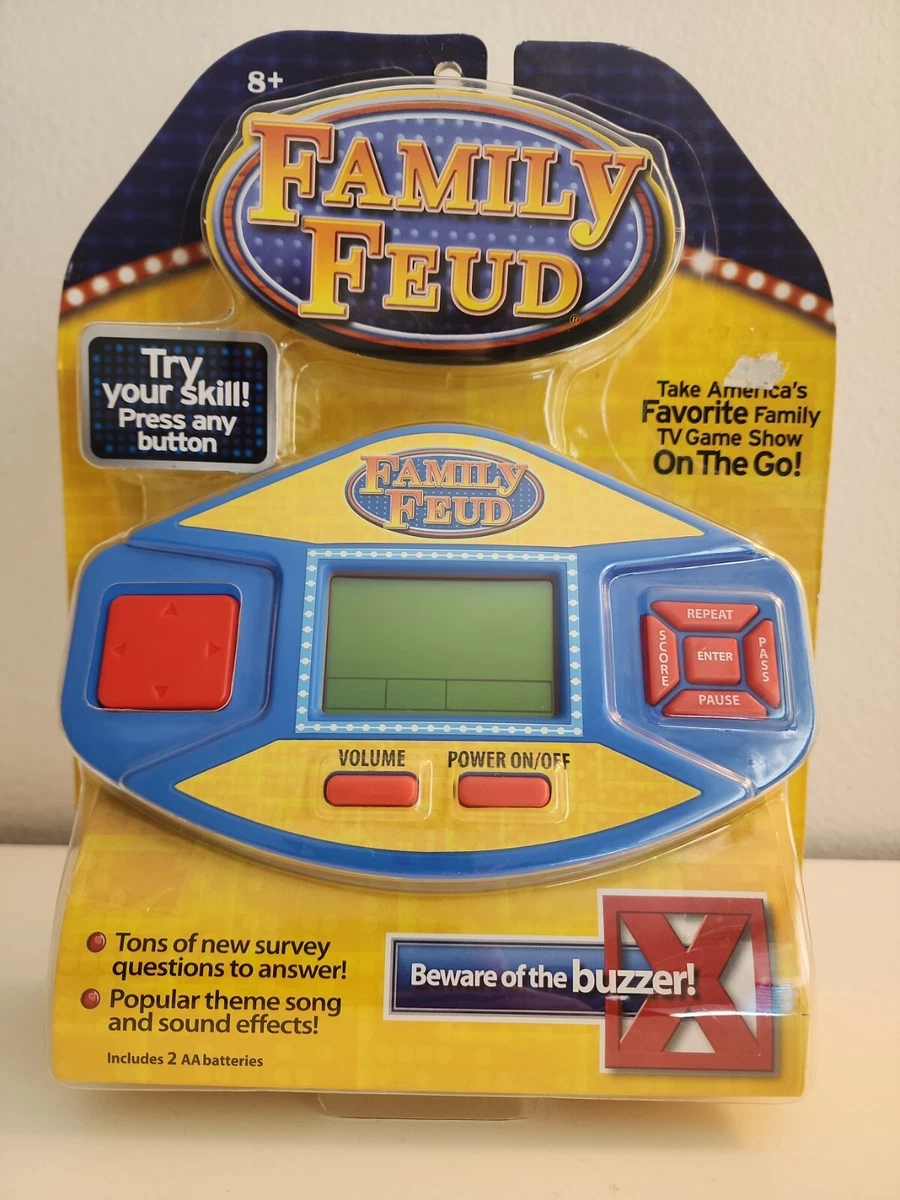 8+
FAMILY
FEUD
®
Try
your skill!
Press any
button
Take America's
Favorite Family
TV Game Show
On The Go!
FAMILY
FEUD
REPEAT
SCORE
ENTER
PASS
PAUSE
VOLUME
POWER ON/OFF
Tons of new survey
questions to answer!
Popular theme song
and sound effects!
Includes 2 AA batteries
Beware of the buzzer!
X